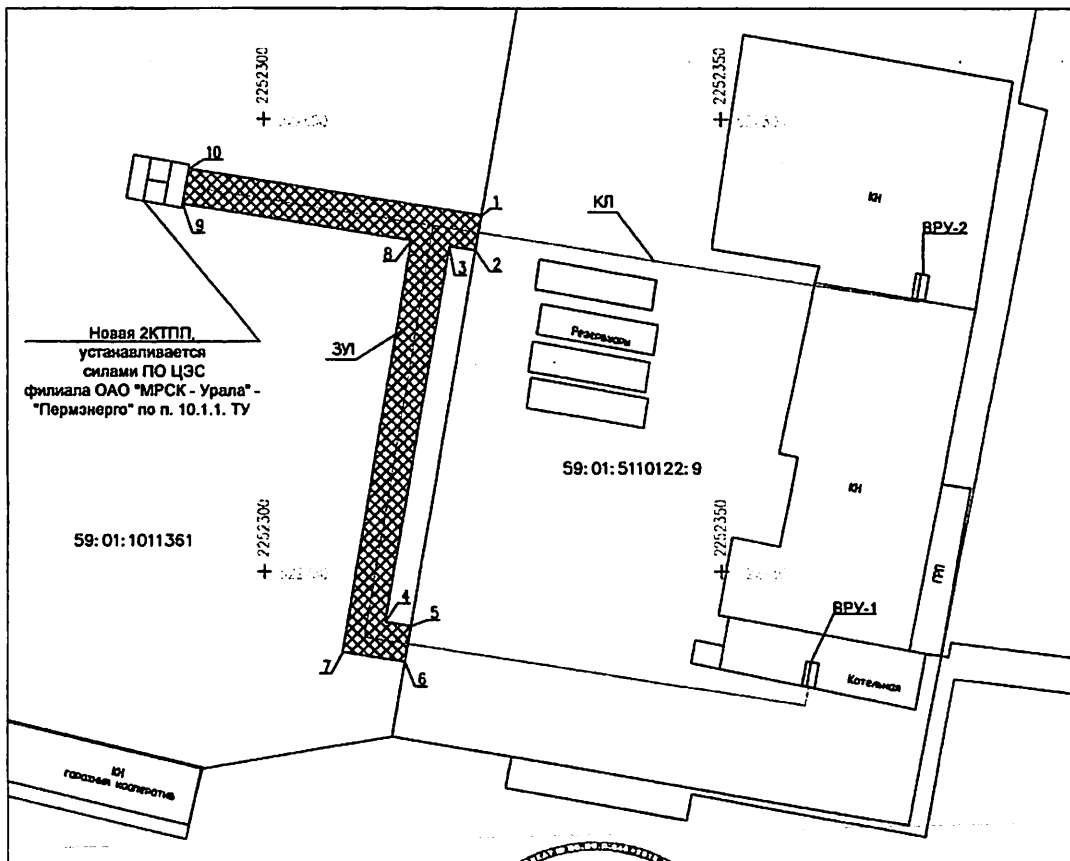 2252300
2252350
10
1
КЛ
КН
9
8
3
2
ВРУ-2
Новая 2КТПП,
устанавливается
силами ПО ЦЭС
филиала ОАО "МРСК - Урала" -
"Пермэнерго" по п. 10.1.1. ТУ
ЗУ1
Резервуары
59:01:5110122:9
КН
2252300
2252350
59:01:1011361
ГРП
4
5
ВРУ-1
7
6
Котельная
КН
гаражный кооператив